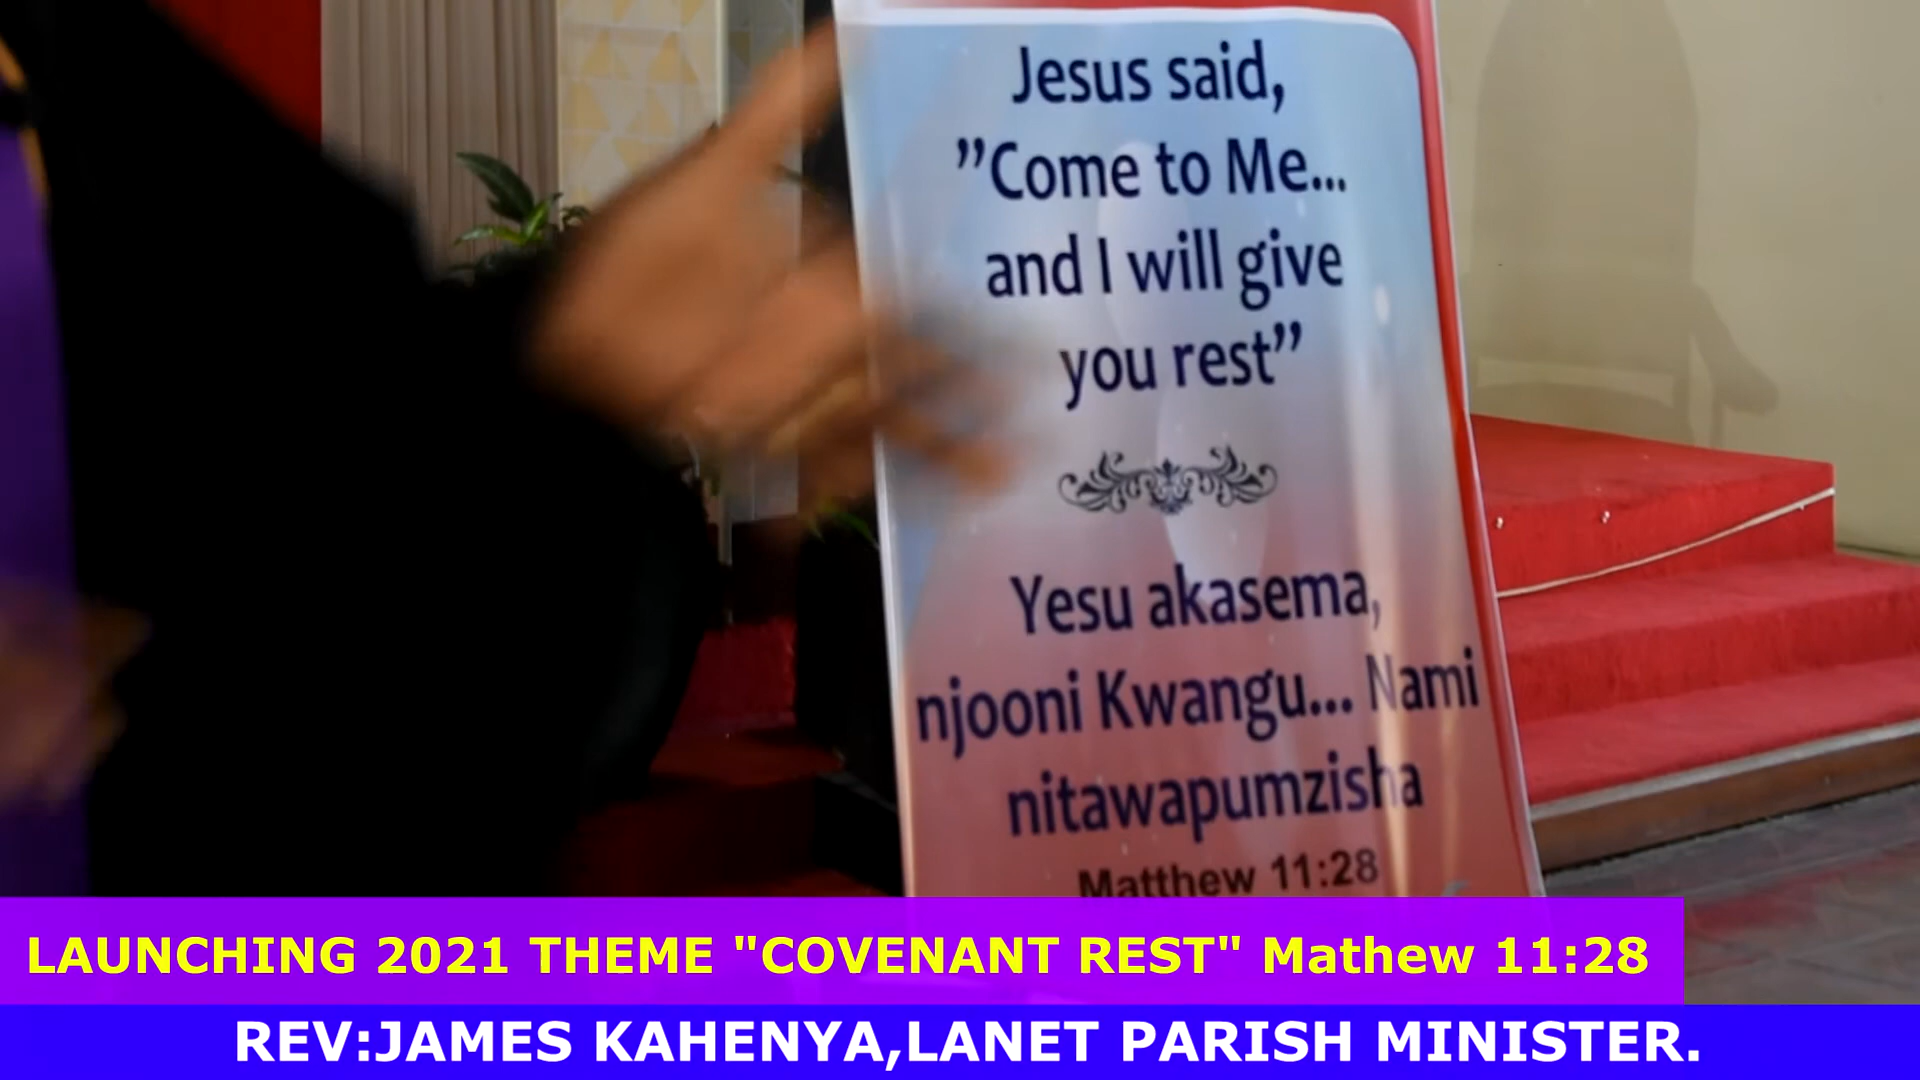 Jesus said,
”Come to Me...
and I will give
you rest”
Yesu akasema,
njooni Kwangu... Nami
nitawapumzisha
Matthew 11:28
LAUNCHING 2021 THEME "COVENANT REST" Mathew 11:28
REV:JAMES KAHENYA,LANET PARISH MINISTER.